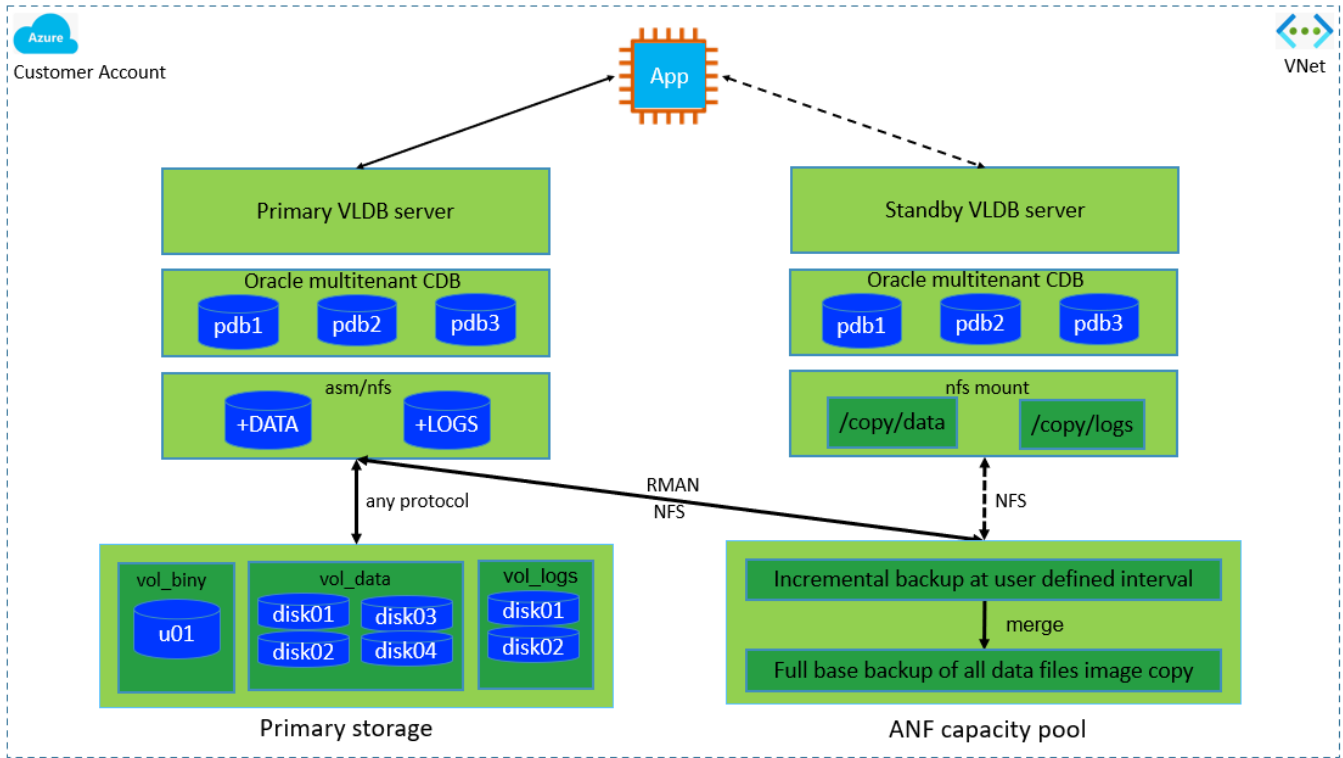 Azure
Customer Account
App
VNet
Primary VLDB server
Standby VLDB server
Oracle multitenant CDB
pdb1
pdb2
pdb3
Oracle multitenant CDB
pdb1
pdb2
pdb3
asm/nfs
+DATA
+LOGS
nfs mount
/copy/data
/copy/logs
any protocol
RMAN
NFS
NFS
vol_biny
u01
vol_data
disk01
disk03
disk02
disk04
vol_logs
disk01
disk02
Incremental backup at user defined interval
merge
Full base backup of all data files image copy
Primary storage
ANF capacity pool